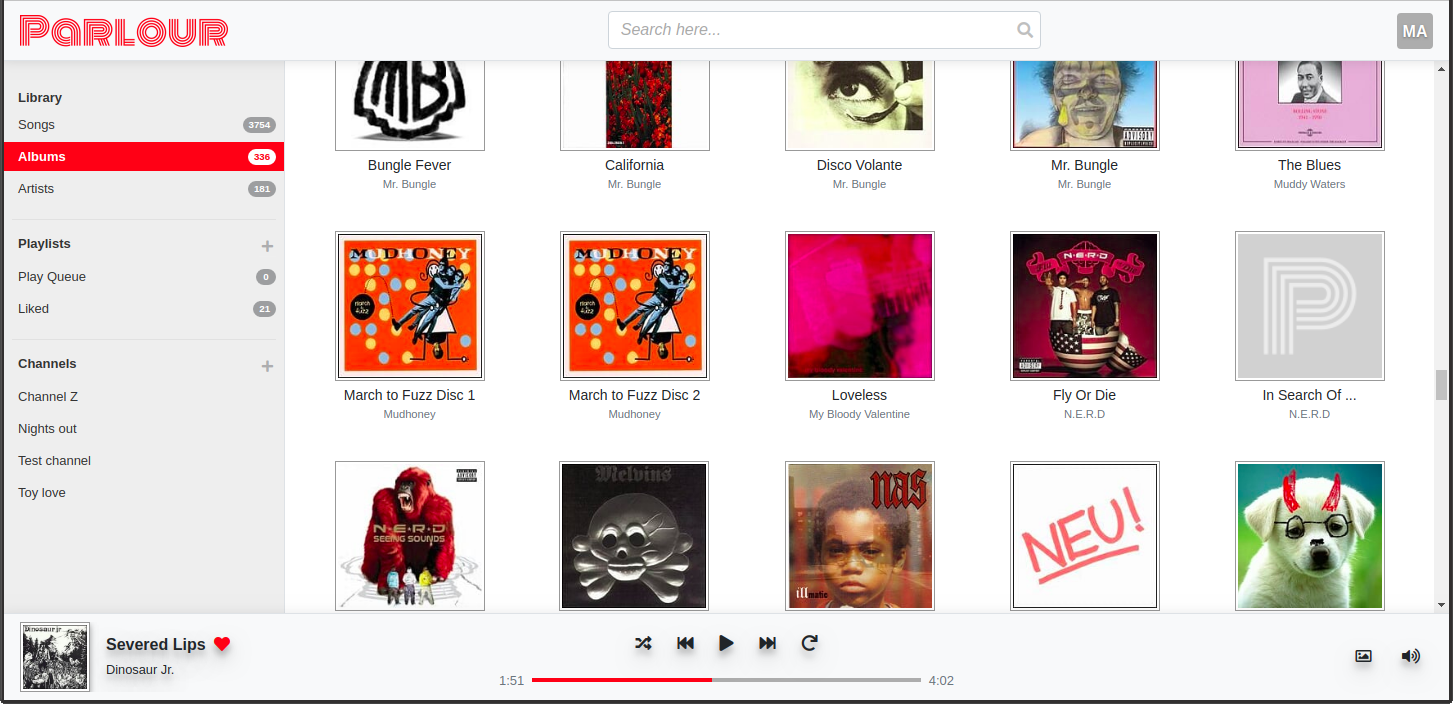 PARLOUR
Search here...
MA
Library
Songs 3754
Albums 336
Artists 181
Playlists
Play Queue 0
Liked 21
Channels
Channel Z
Nights out
Test channel
Toy love
MB
Bungle Fever
Mr. Bungle
California
Mr. Bungle
Disco Volante
Mr. Bungle
ADVISORY
Mr. Bungle
Mr. Bungle
The Blues
Muddy Waters
MUDHONEY
march to fuzz
March to Fuzz Disc 1
Mudhoney
MUDHONEY
march to fuzz
March to Fuzz Disc 2
Mudhoney
Loveless
My Bloody Valentine
N·E·R·D
Fly Or Die
N.E.R.D
P
In Search Of ...
N.E.R.D
N·E·R·D
SEEING SOUNDS
Melvins
nas
illmatic
NEU!
Dinosaur Jr
Severed Lips
Dinosaur Jr.
1:51
4:02